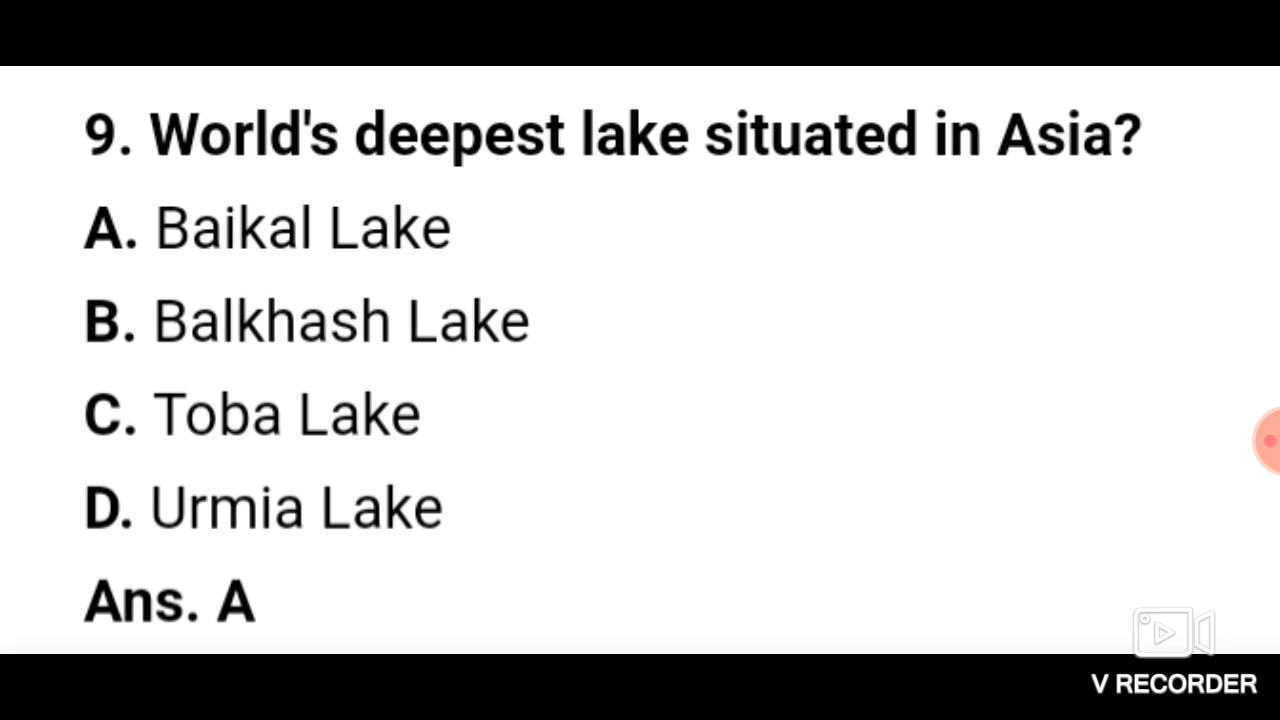 9. World's deepest lake situated in Asia?
A. Baikal Lake
B. Balkhash Lake
C. Toba Lake
D. Urmia Lake
Ans. A
V RECORDER